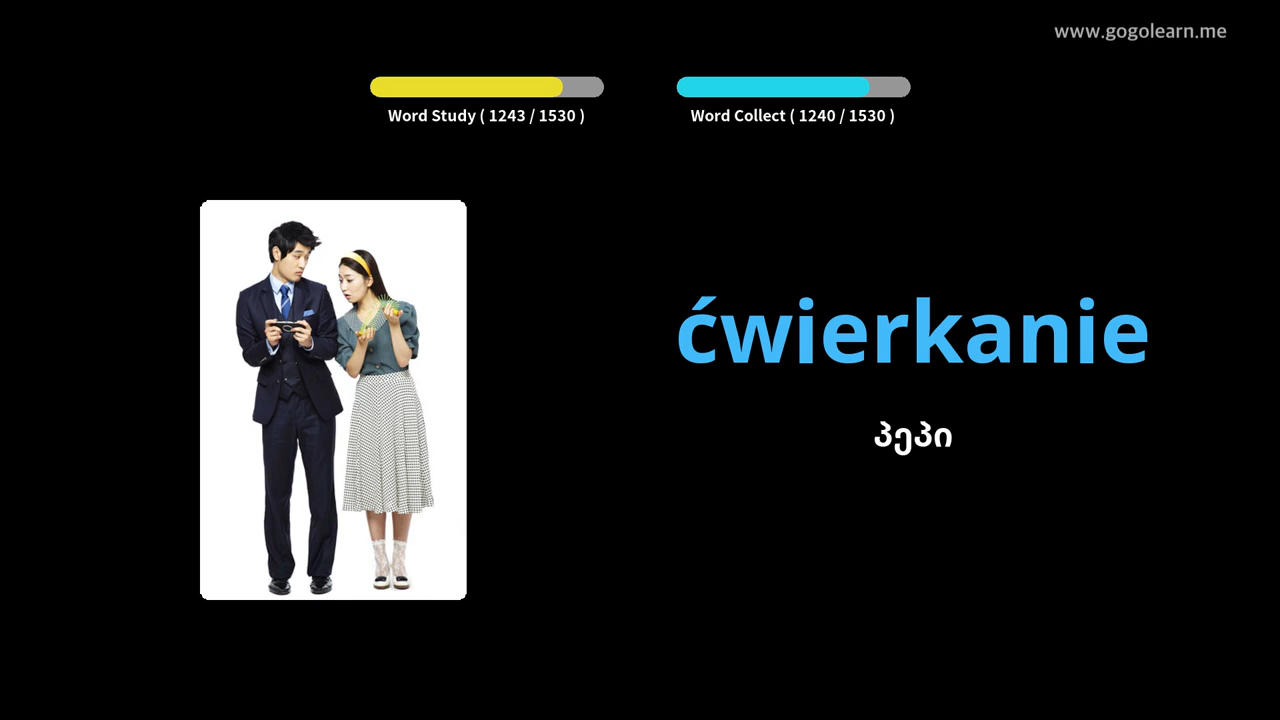 www.gogolearn.me
Word Study ( 1243 / 1530 )
Word Collect ( 1240 / 1530 )
ćwierkanie
პეპი